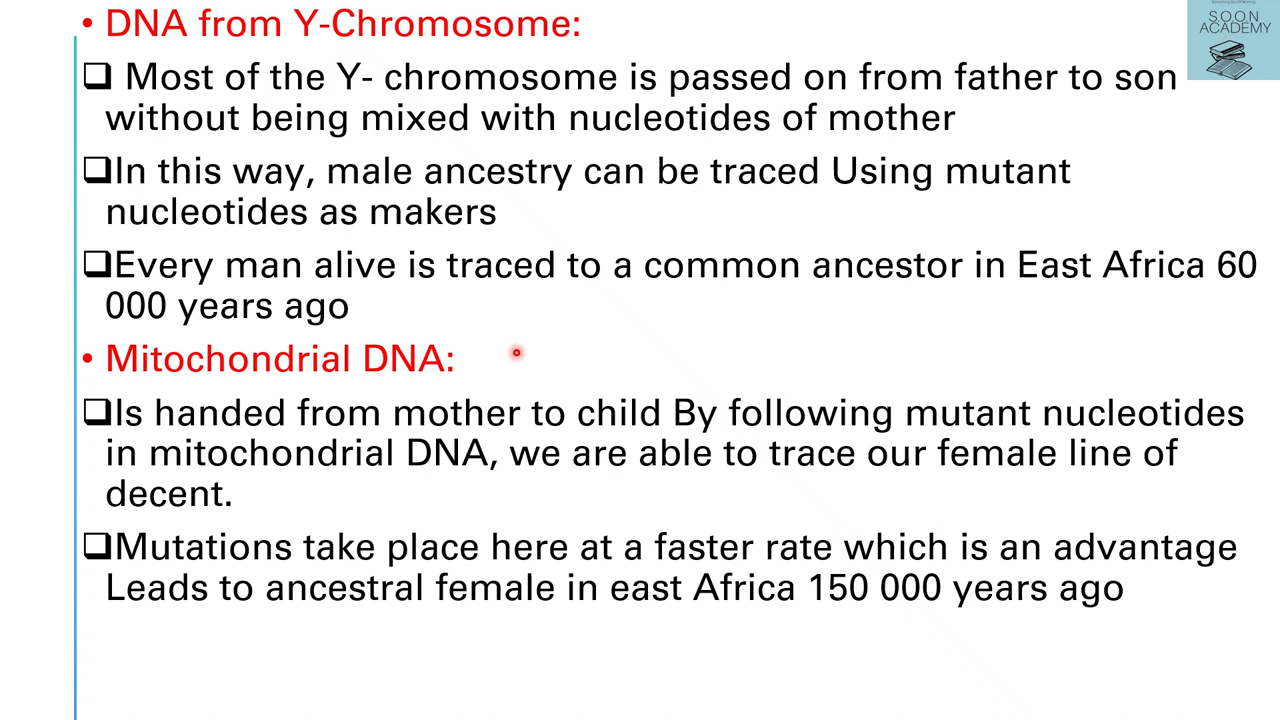 • DNA from Y-Chromosome:
S.O.O.N
ACADEMY
❑ Most of the Y- chromosome is passed on from father to son
without being mixed with nucleotides of mother
❑In this way, male ancestry can be traced Using mutant
nucleotides as makers
❑Every man alive is traced to a common ancestor in East Africa 60
000 years ago
• Mitochondrial DNA:
❑Is handed from mother to child By following mutant nucleotides
in mitochondrial DNA, we are able to trace our female line of
decent.
❑Mutations take place here at a faster rate which is an advantage
Leads to ancestral female in east Africa 150 000 years ago